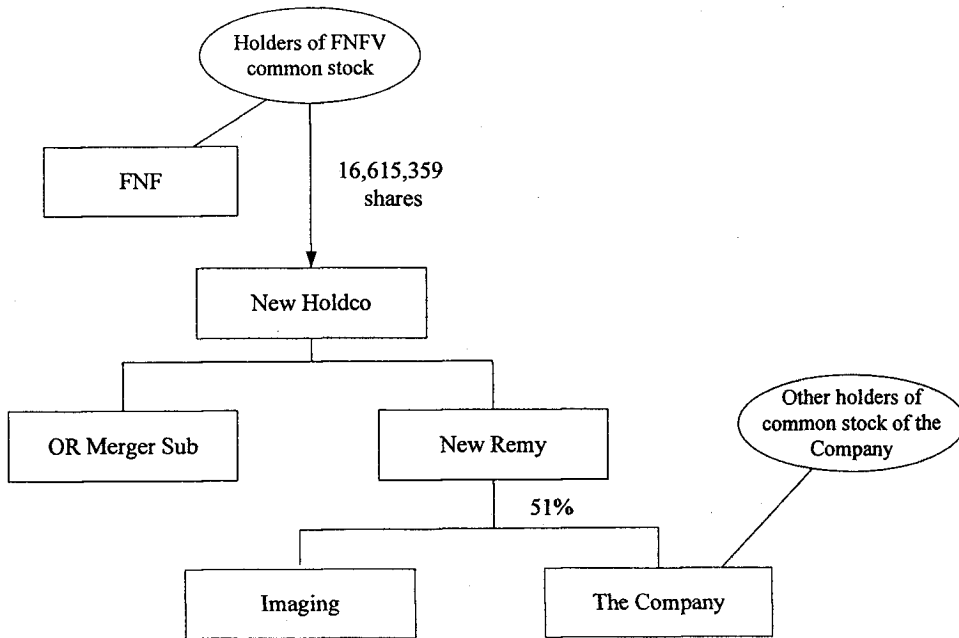 Holders of FNFV
common stock
FNF
16,615,359
shares
New Holdco
OR Merger Sub
New Remy
Other holders of
common stock of the
Company
51%
Imaging
The Company